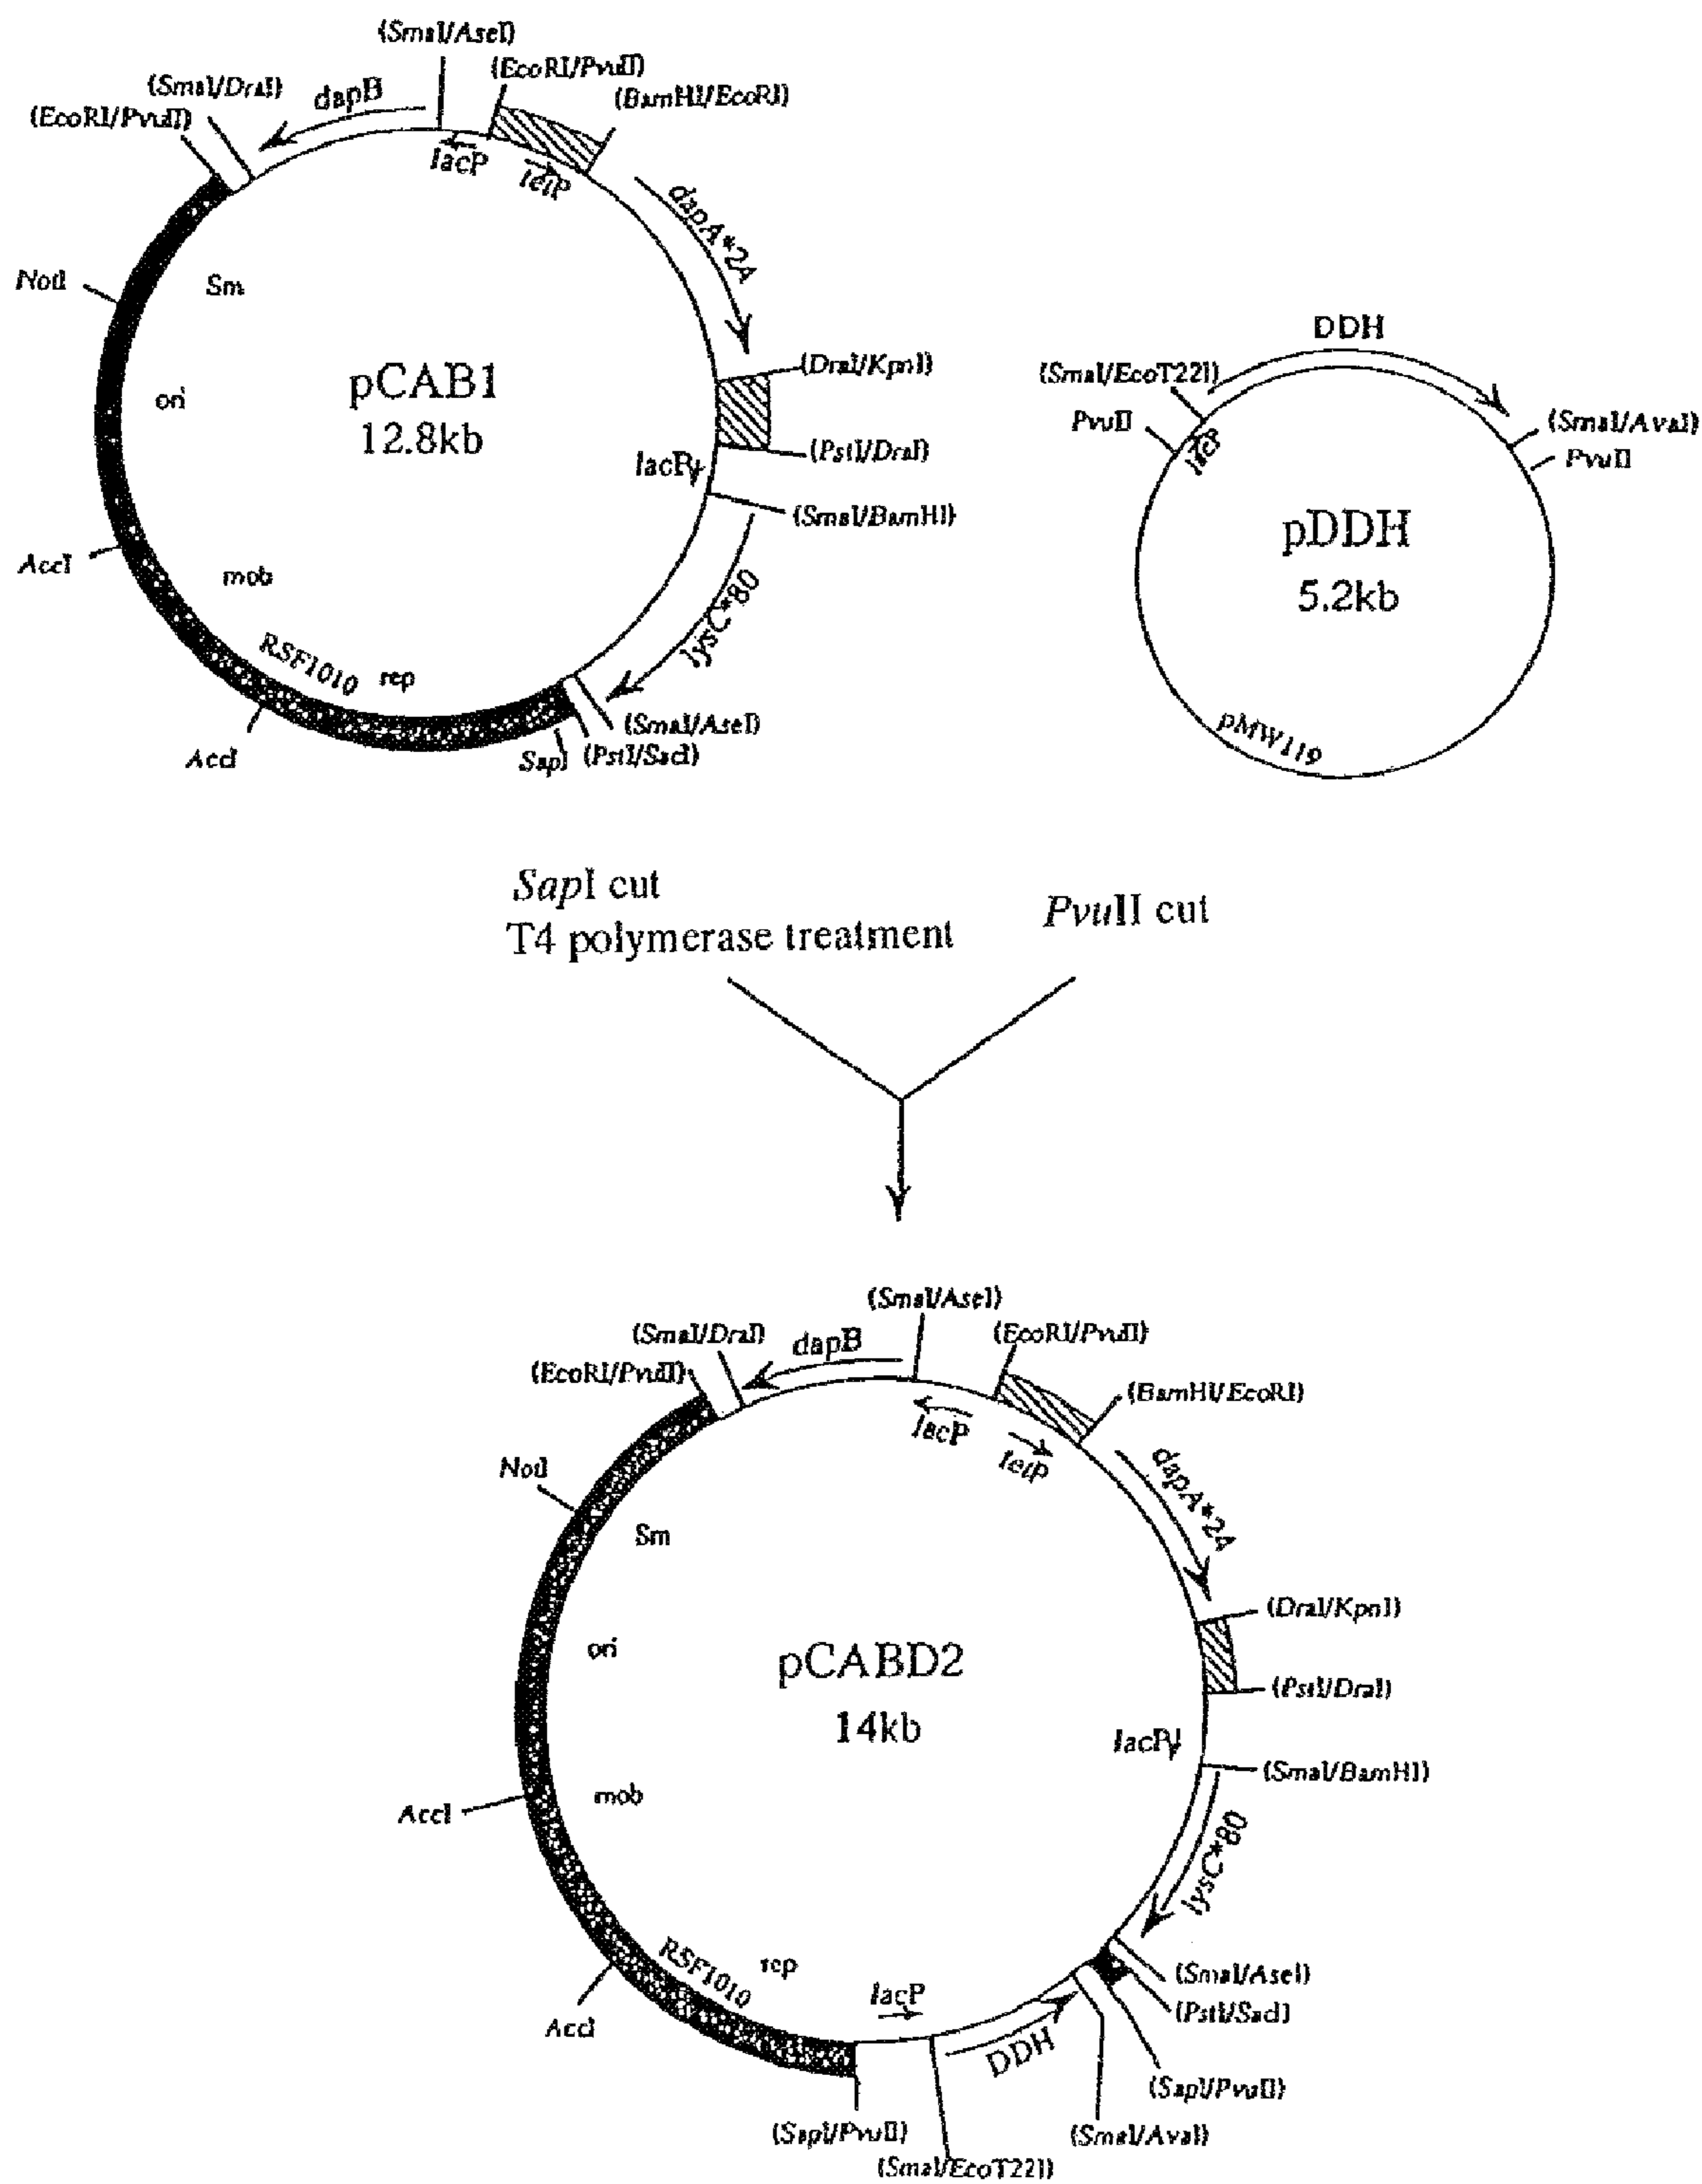 (SmaI/AseI)
(EcoRI/PvuII)
(SmaI/DraI)
dapB
(BamHI/EcoRI)
(EcoRI/PvuII)
lacP
tetP
dapA*24
NotI
Sm
DDH
(DraI/KpnI)
(SmaI/EcoT22I)
pCAB1
ori
12.8kb
PvuII
(SmaI/AvaI)
lacP
(PstI/DraI)
PvuII
lacP
(SmaI/BamHI)
pDDH
AccI
mob
5.2kb
lysC*80
RSF1010
rep
(SmaI/AseI)
pMW119
AccI
SapI
(PstI/SacI)
SapI cut
T4 polymerase treatment
PvuII cut
(SmaI/AseI)
(SmaI/DraI)
dapB
(EcoRI/PvuII)
(EcoRI/PvuII)
(BamHI/EcoRI)
lacP
tetP
dapA*24
NotI
Sm
(DraI/KpnI)
ori
pCABD2
(PstI/DraI)
14kb
lacP
(SmaI/BamHI)
AccI
mob
lysC*80
RSF1010
rep
(SmaI/AseI)
lacP
(PstI/SacI)
AccI
DDH
(SapI/PvuII)
(SapI/PvuII)
(SmaI/AvaI)
(SmaI/EcoT22I)